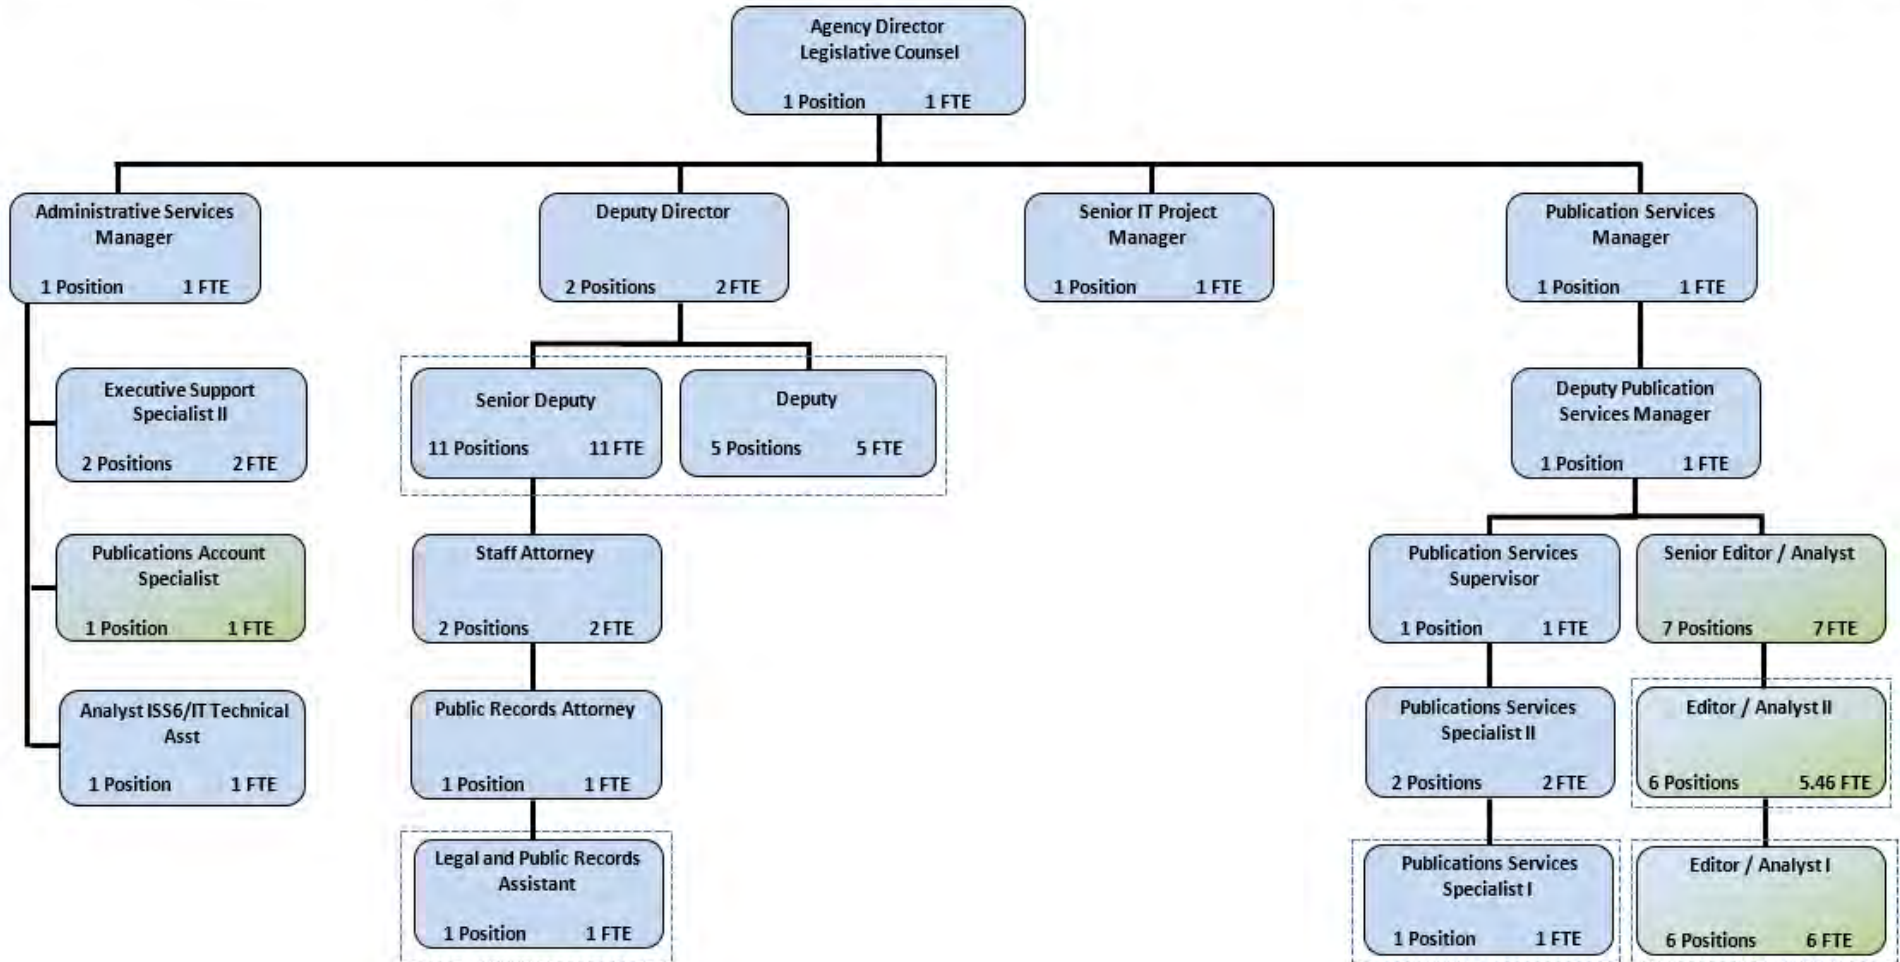 Agency Director
Legislative Counsel
1 Position 1 FTE
Administrative Services
Manager
1 Position 1 FTE
Deputy Director
2 Positions 2 FTE
Senior IT Project
Manager
1 Position 1 FTE
Publication Services
Manager
1 Position 1 FTE
Executive Support
Specialist II
2 Positions 2 FTE
Senior Deputy
11 Positions 11 FTE
Deputy
5 Positions 5 FTE
Deputy Publication
Services Manager
1 Position 1 FTE
Publications Account
Specialist
1 Position 1 FTE
Staff Attorney
2 Positions 2 FTE
Publication Services
Supervisor
1 Position 1 FTE
Senior Editor / Analyst
7 Positions 7 FTE
Analyst ISS6/IT Technical
Asst
1 Position 1 FTE
Public Records Attorney
1 Position 1 FTE
Publications Services
Specialist II
2 Positions 2 FTE
Editor / Analyst II
6 Positions 5.46 FTE
Legal and Public Records
Assistant
1 Position 1 FTE
Publications Services
Specialist I
1 Position 1 FTE
Editor / Analyst I
6 Positions 6 FTE